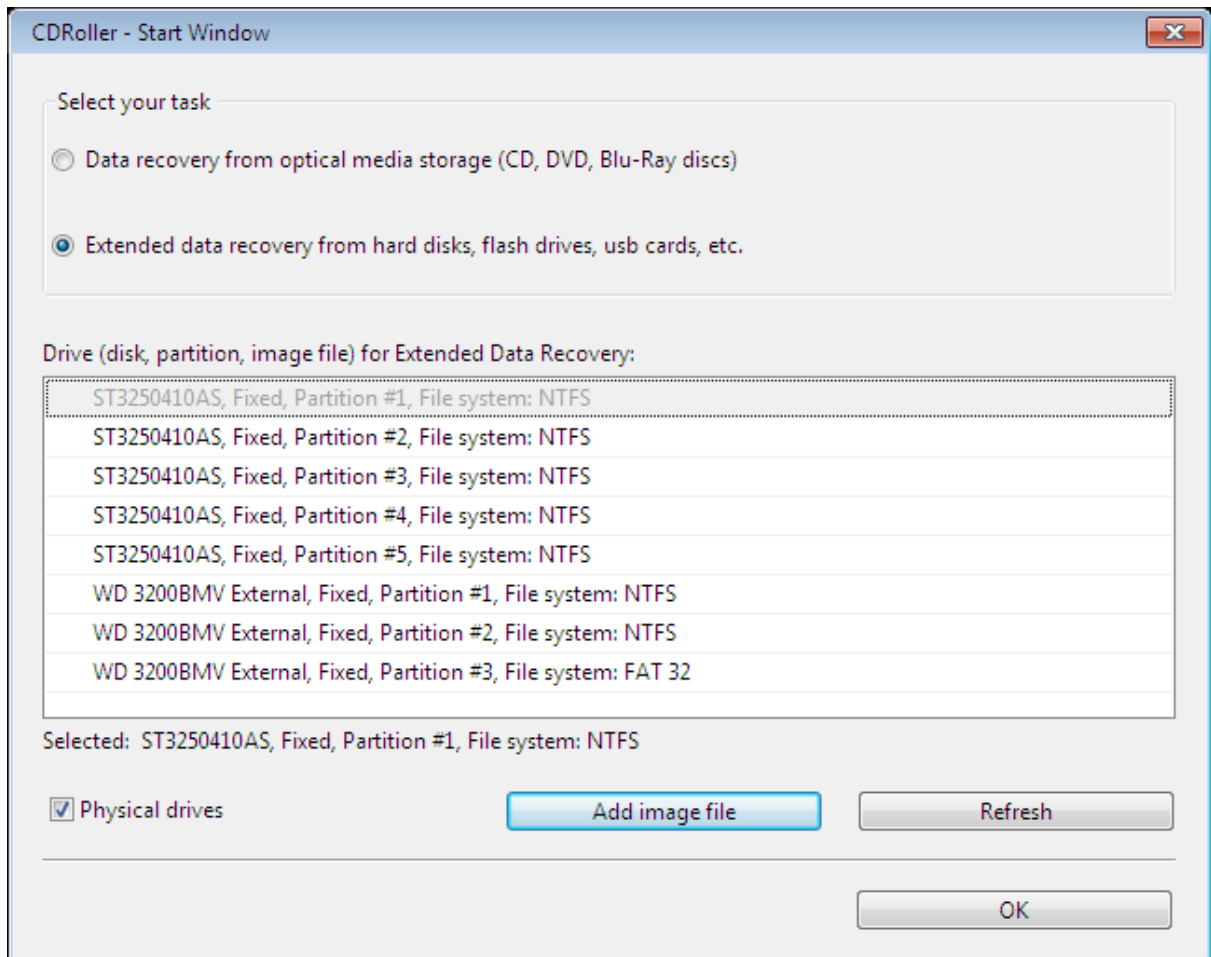 CDRoller - Start Window
Select your task
Data recovery from optical media storage (CD, DVD, Blu-Ray discs)
Extended data recovery from hard disks, flash drives, usb cards, etc.
Drive (disk, partition, image file) for Extended Data Recovery:
ST3250410AS, Fixed, Partition #1, File system: NTFS
ST3250410AS, Fixed, Partition #2, File system: NTFS
ST3250410AS, Fixed, Partition #3, File system: NTFS
ST3250410AS, Fixed, Partition #4, File system: NTFS
ST3250410AS, Fixed, Partition #5, File system: NTFS
WD 3200BMV External, Fixed, Partition #1, File system: NTFS
WD 3200BMV External, Fixed, Partition #2, File system: NTFS
WD 3200BMV External, Fixed, Partition #3, File system: FAT 32
Selected: ST3250410AS, Fixed, Partition #1, File system: NTFS
Physical drives
Add image file
Refresh
OK